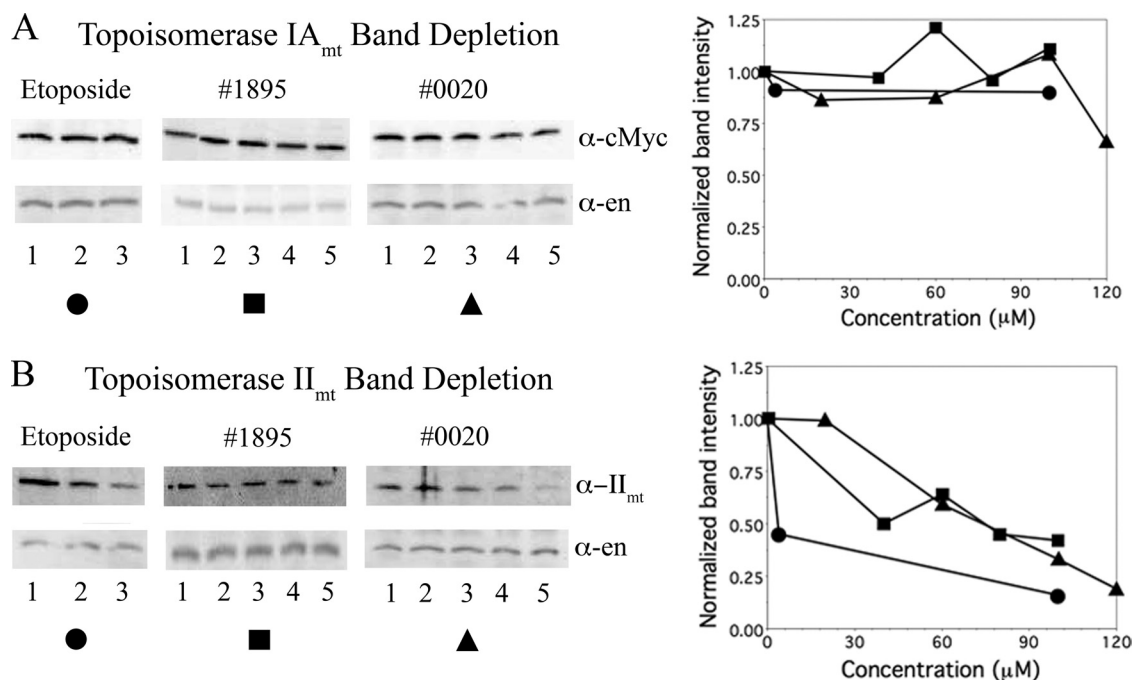 A
Topoisomerase IAmt Band Depletion
Etoposide #1895 #0020
α-cMyc
α-en
1 2 3 1 2 3 4 5 1 2 3 4 5
Normalized band intensity
1.25
1.00
0.75
0.50
0.25
0.00
0 30 60 90 120
Concentration (μM)
B
Topoisomerase IImt Band Depletion
Etoposide #1895 #0020
α–IImt
α-en
1 2 3 1 2 3 4 5 1 2 3 4 5
Normalized band intensity
1.25
1.00
0.75
0.50
0.25
0.00
0 30 60 90 120
Concentration (μM)